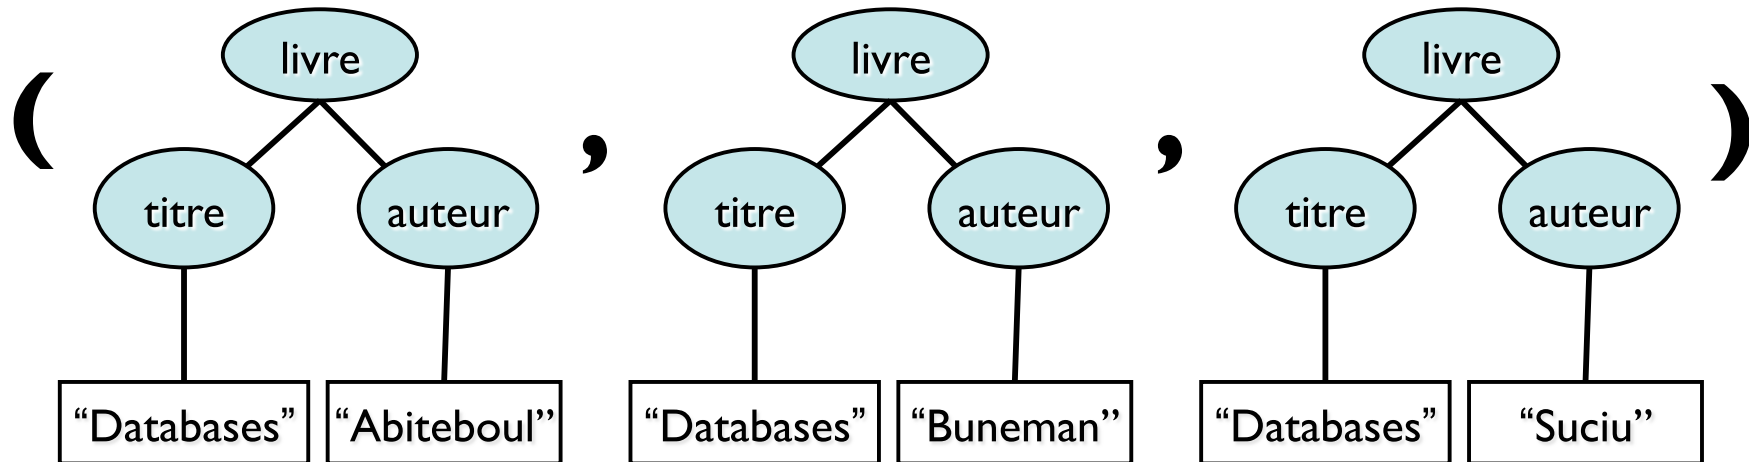 ( livre , livre , livre )
titre auteur titre auteur titre auteur
“Databases” “Abiteboul” “Databases” “Buneman” “Databases” “Suciu”